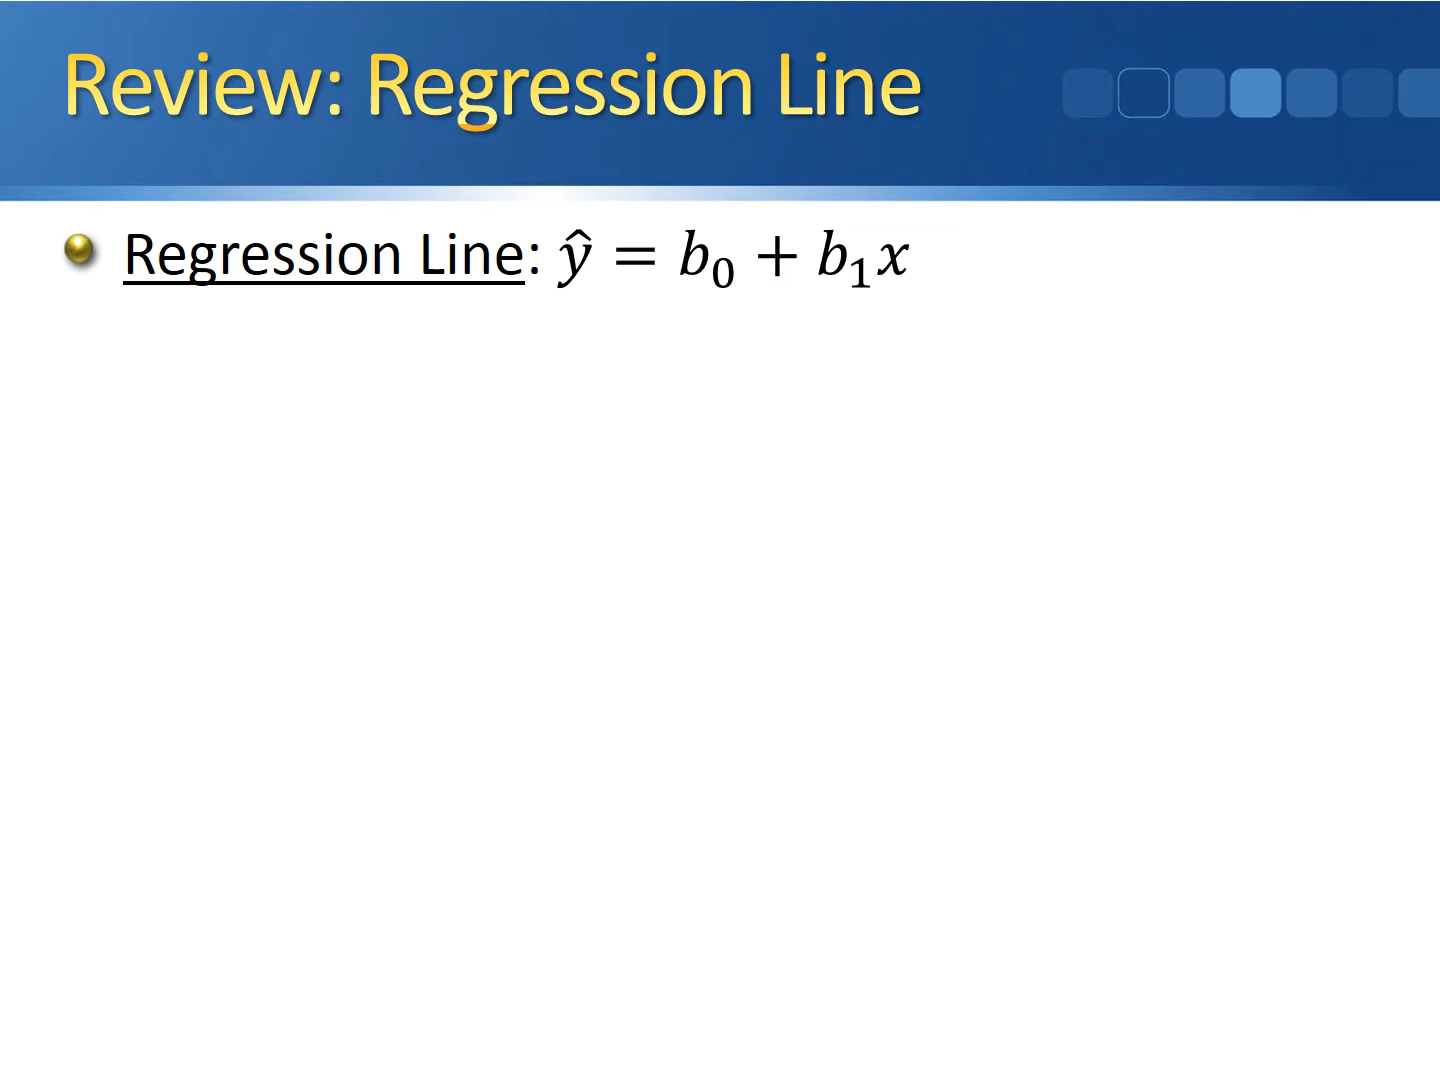 Review: Regression Line
Regression Line: ŷ = b₀ + b₁x